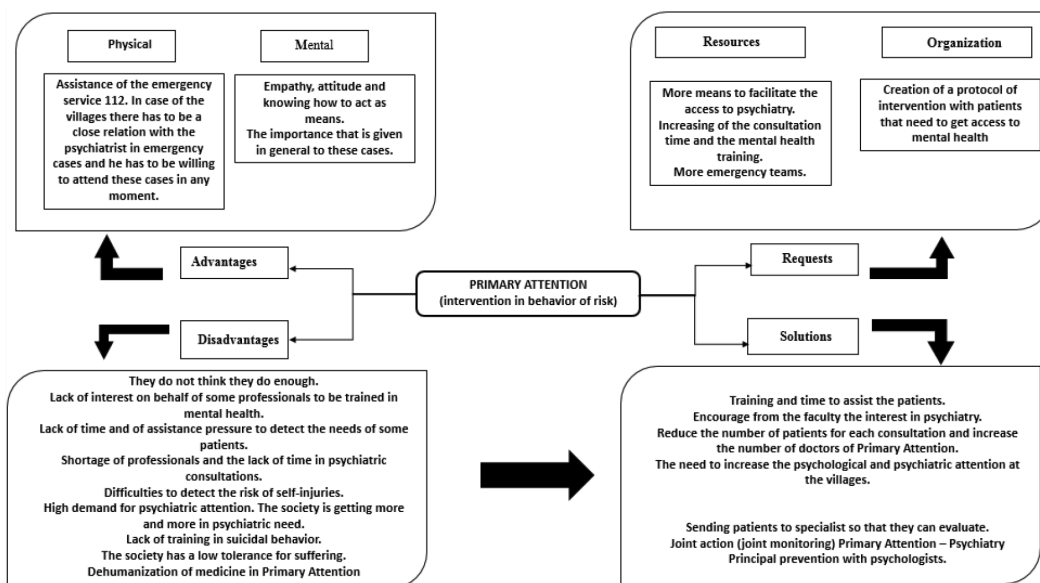 Physical
Mental
Assistance of the emergency
service 112. In case of the
villages there has to be a
close relation with the
psychiatrist in emergency
cases and he has to be willing
to attend these cases in any
moment.
Empathy, attitude and
knowing how to act as
means.
The importance that is given
in general to these cases.
Resources
Organization
More means to facilitate the
access to psychiatry.
Increasing of the consultation
time and the mental health
training.
More emergency teams.
Creation of a protocol of
intervention with patients
that need to get access to
mental health
Advantages
Disadvantages
PRIMARY ATTENTION
(intervention in behavior of risk)
Requests
Solutions
They do not think they do enough.
Lack of interest on behalf of some professionals to be trained in
mental health.
Lack of time and of assistance pressure to detect the needs of some
patients.
Shortage of professionals and the lack of time in psychiatric
consultations.
Difficulties to detect the risk of self-injuries.
High demand for psychiatric attention. The society is getting more
and more in psychiatric need.
Lack of training in suicidal behavior.
The society has a low tolerance for suffering.
Dehumanization of medicine in Primary Attention
Training and time to assist the patients.
Encourage from the faculty the interest in psychiatry.
Reduce the number of patients for each consultation and increase
the number of doctors of Primary Attention.
The need to increase the psychological and psychiatric attention at
the villages.
Sending patients to specialist so that they can evaluate.
Joint action (joint monitoring) Primary Attention – Psychiatry
Principal prevention with psychologists.